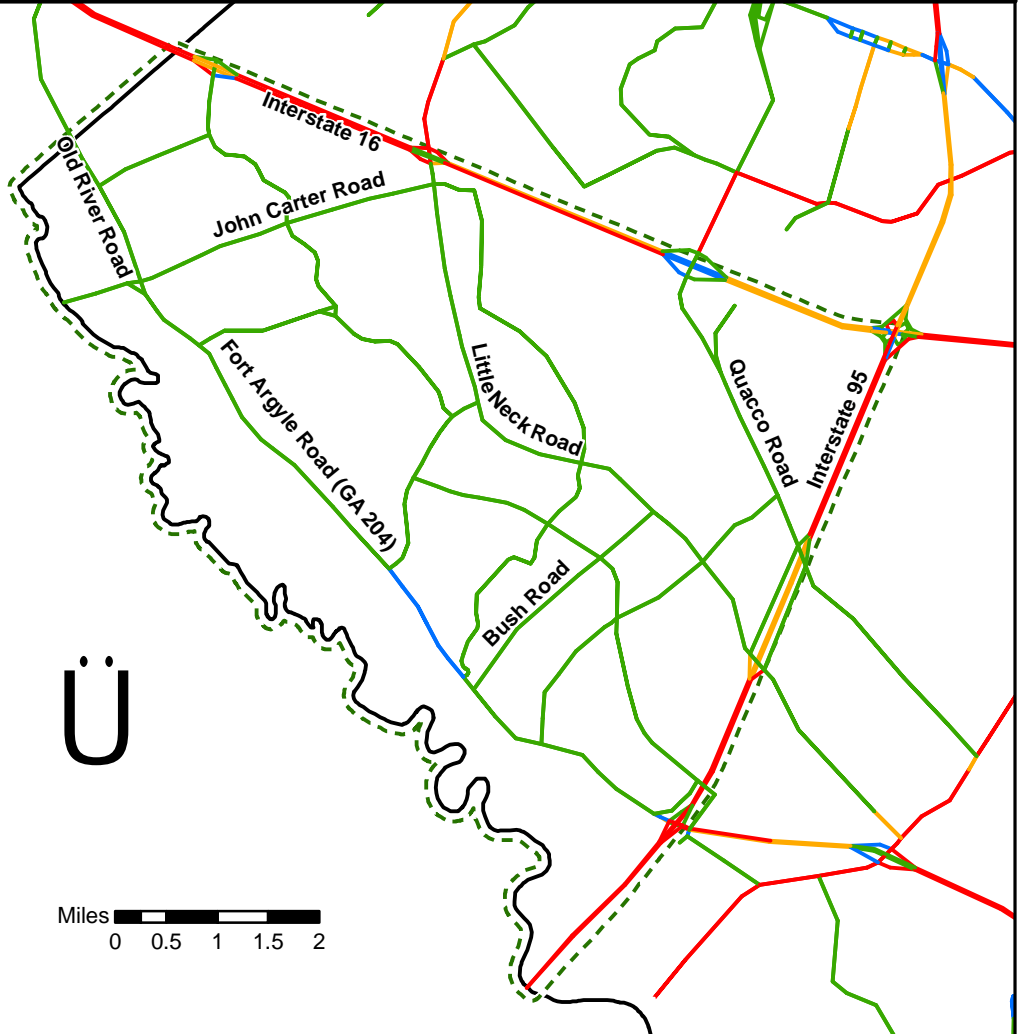 Interstate 16
Old River Road
John Carter Road
Fort Argyle Road (GA 204)
Little Neck Road
Quacco Road
Interstate 95
Bush Road
Ü
Miles
0 0.5 1 1.5 2